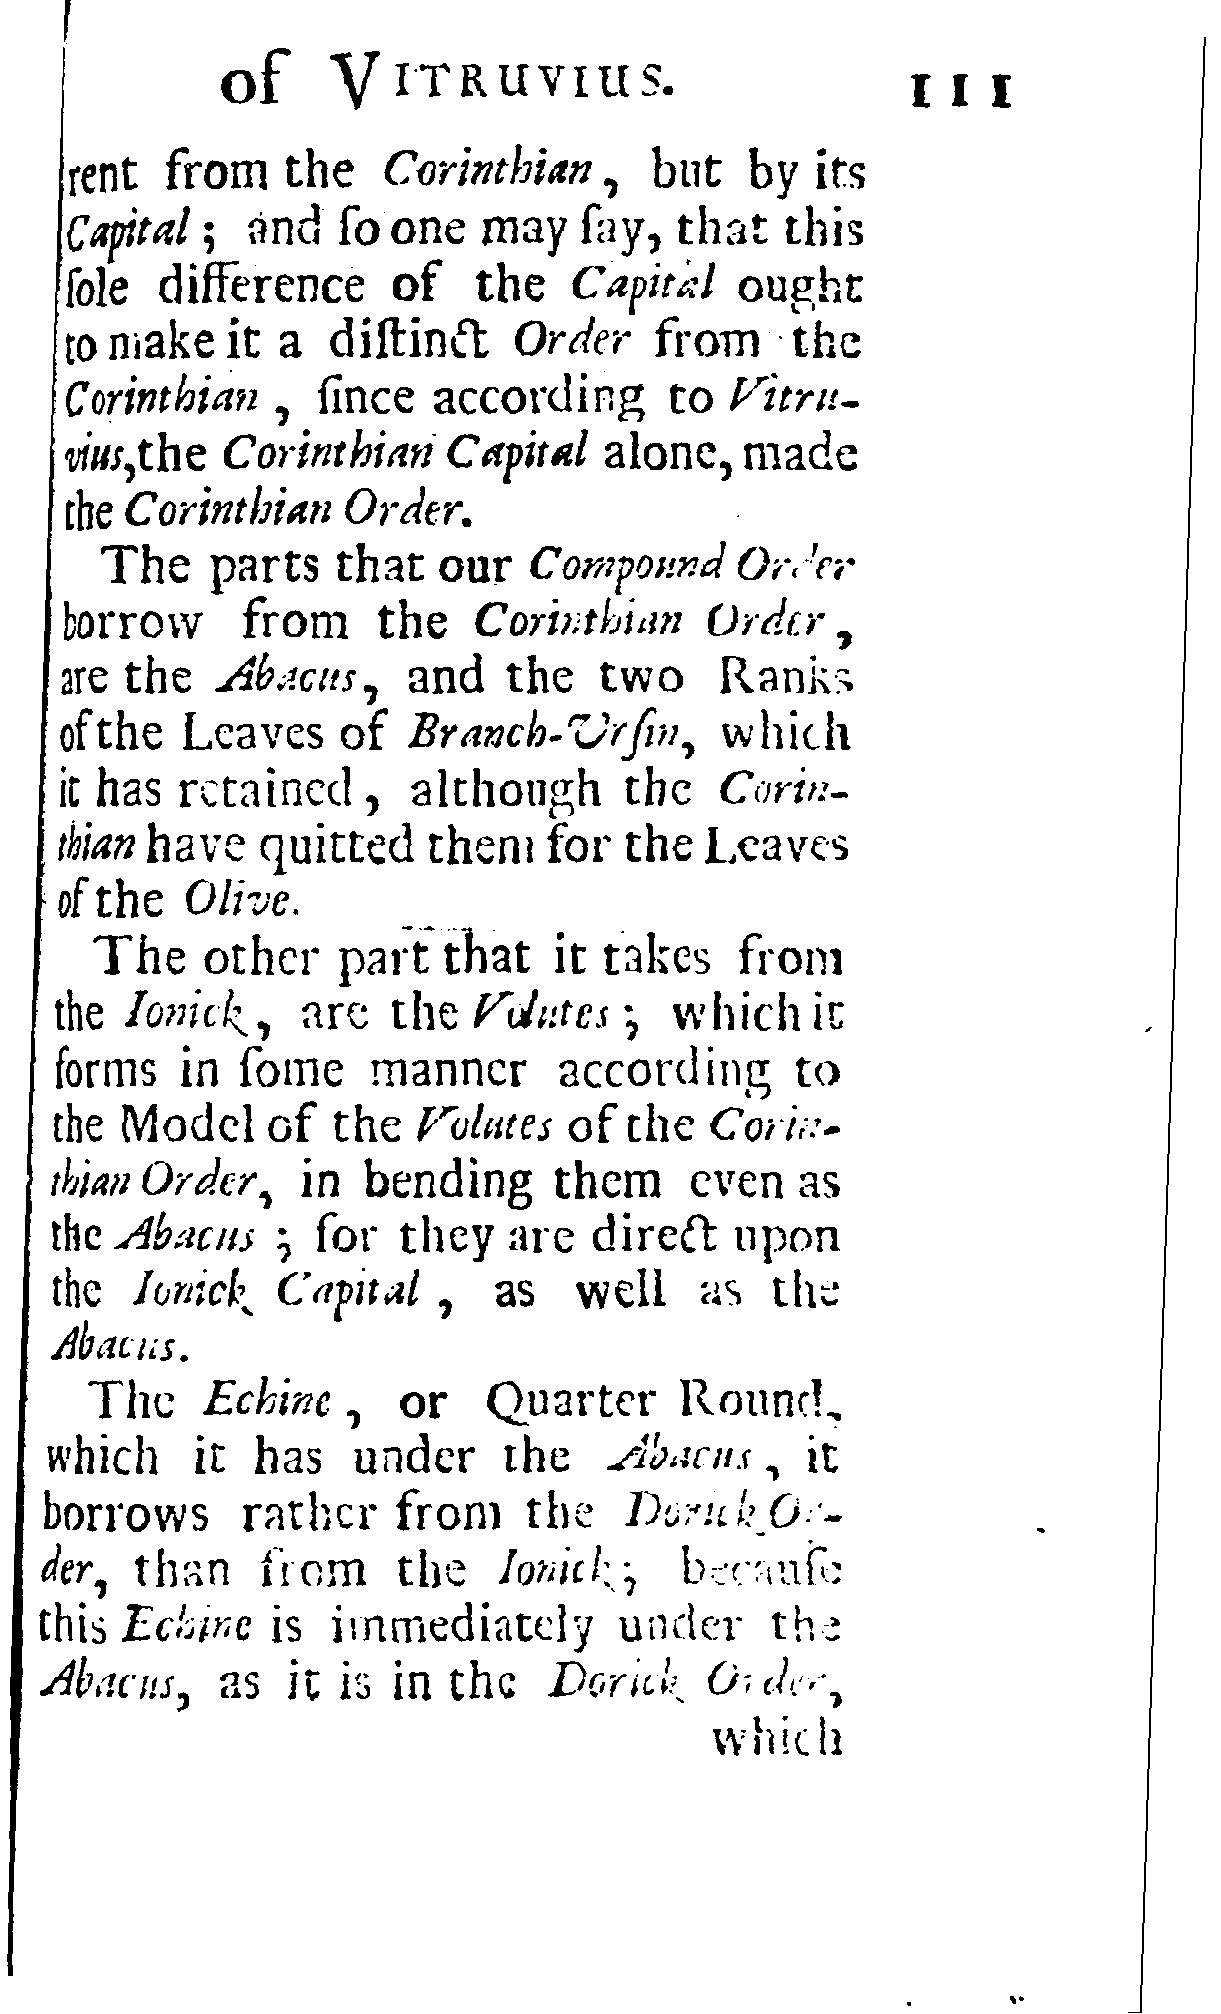 of VITRUVIUS. 111
rent from the Corinthian, but by its
Capital; and ſo one may ſay, that this
ſole difference of the Capital ought
to make it a diſtinct Order from the
Corinthian, ſince according to Vitru-
vius, the Corinthian Capital alone, made
the Corinthian Order.
The parts that our Compound Order
borrow from the Corinthian Order,
are the Abacus, and the two Ranks
of the Leaves of Branch-Urſin, which
it has retained, although the Corin-
thian have quitted them for the Leaves
of the Olive.
The other part that it takes from
the Ionick, are the Volutes; which it
forms in ſome manner according to
the Model of the Volutes of the Corin-
thian Order, in bending them even as
the Abacus; for they are direct upon
the Ionick Capital, as well as the
Abacus.
The Echine, or Quarter Round,
which it has under the Abacus, it
borrows rather from the Dorick Or-
der, than from the Ionick; becauſe
this Echine is immediately under the
Abacus, as it is in the Dorick Order,
which